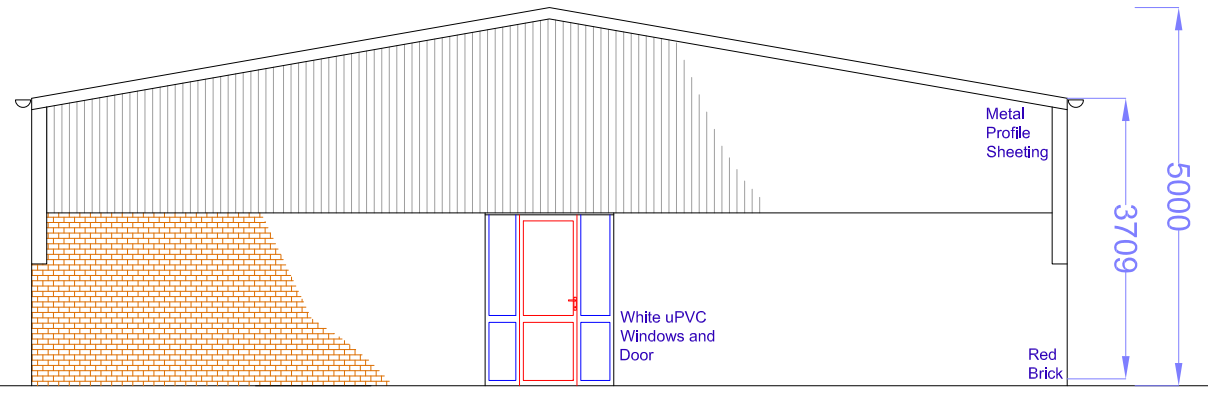 Metal
Profile
Sheeting
5000
3709
White uPVC
Windows and
Door
Red
Brick